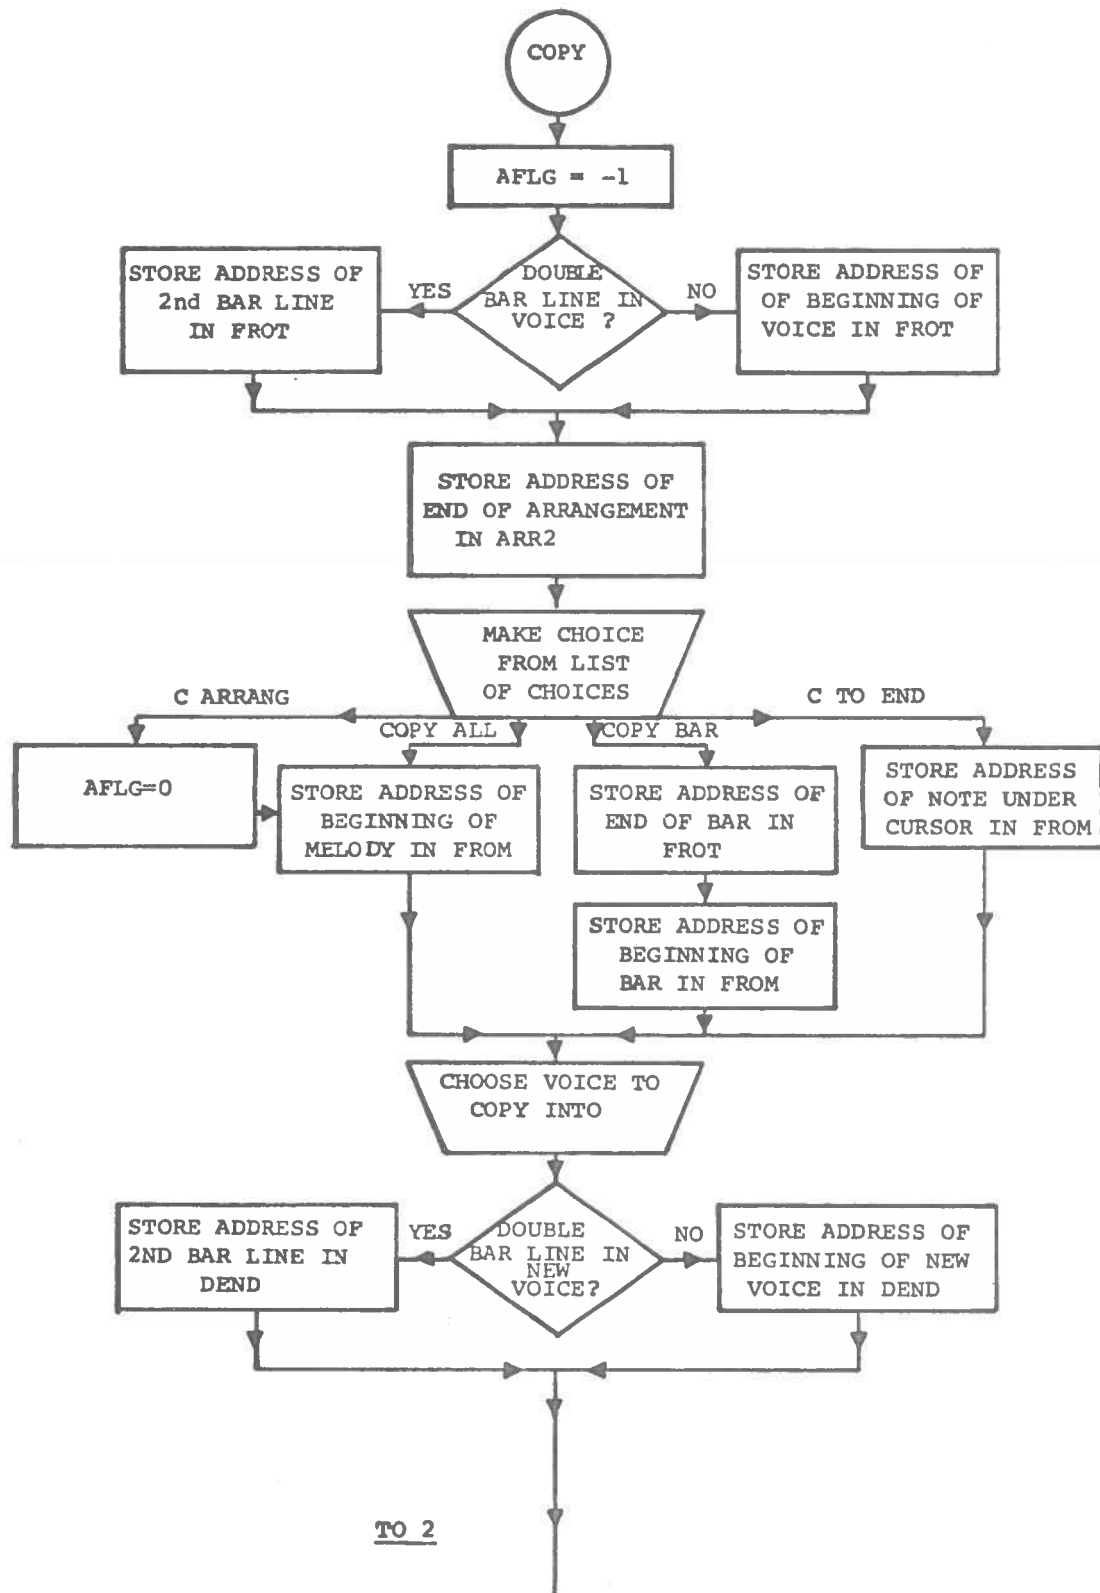 COPY
AFLG = -1
STORE ADDRESS OF
2nd BAR LINE
IN FROT
YES
DOUBLE
BAR LINE IN
VOICE ?
NO
STORE ADDRESS OF
OF BEGINNING OF
VOICE IN FROT
STORE ADDRESS OF
END OF ARRANGEMENT
IN ARR2
MAKE CHOICE
FROM LIST
OF CHOICES
C ARRANG
COPY ALL
COPY BAR
C TO END
AFLG=0
STORE ADDRESS OF
BEGINNING OF
MELODY IN FROM
STORE ADDRESS OF
END OF BAR IN
FROT
STORE ADDRESS
OF NOTE UNDER
CURSOR IN FROM
STORE ADDRESS OF
BEGINNING OF
BAR IN FROM
CHOOSE VOICE TO
COPY INTO
STORE ADDRESS OF
2ND BAR LINE IN
DEND
YES
DOUBLE
BAR LINE IN
NEW
VOICE?
NO
STORE ADDRESS OF
BEGINNING OF NEW
VOICE IN DEND
TO 2